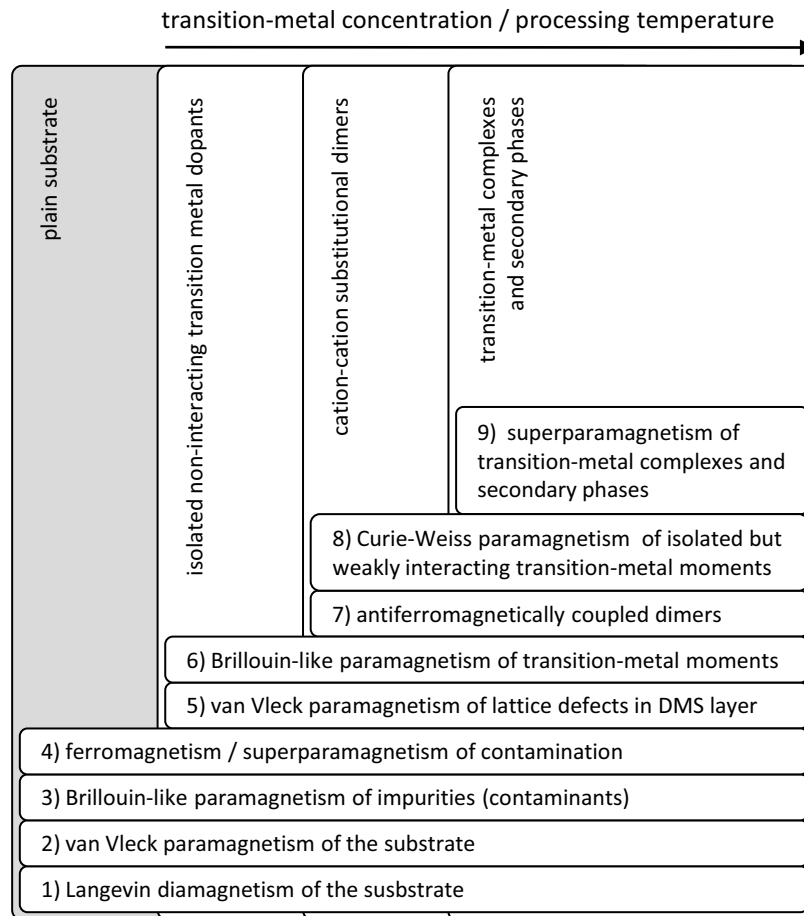 transition-metal concentration / processing temperature
plain substrate
isolated non-interacting transition metal dopants
cation-cation substitutional dimers
transition-metal complexes
and secondary phases
9) superparamagnetism of
transition-metal complexes and
secondary phases
8) Curie-Weiss paramagnetism of isolated but
weakly interacting transition-metal moments
7) antiferromagnetically coupled dimers
6) Brillouin-like paramagnetism of transition-metal moments
5) van Vleck paramagnetism of lattice defects in DMS layer
4) ferromagnetism / superparamagnetism of contamination
3) Brillouin-like paramagnetism of impurities (contaminants)
2) van Vleck paramagnetism of the substrate
1) Langevin diamagnetism of the susbstrate